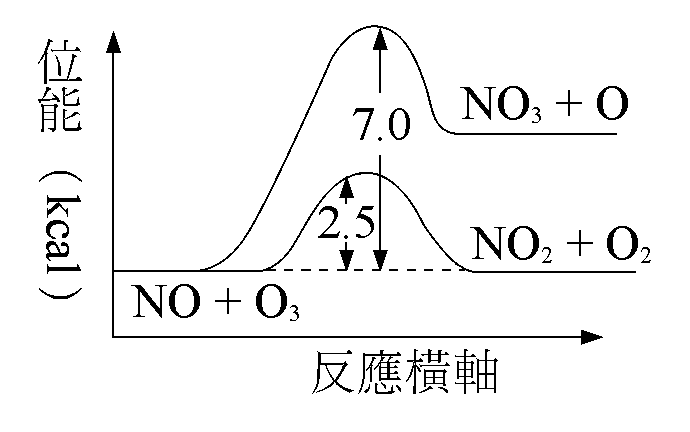 位能（kcal）
NO₃ + O
7.0
2.5
NO₂ + O₂
NO + O₃
反應橫軸